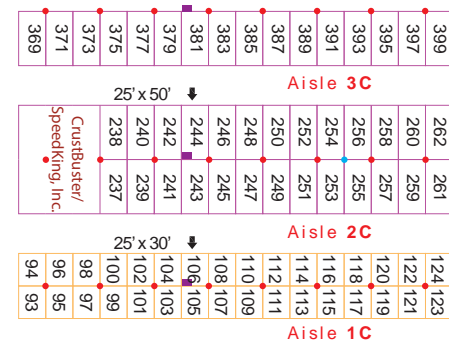 369 371 373 375 377 379 381 383 385 387 389 391 393 395 397 399
Aisle 3C
25' x 50'
CrustBuster/
SpeedKing, Inc.
238 240 242 244 246 248 250 252 254 256 258 260 262
237 239 241 243 245 247 249 251 253 255 257 259 261
Aisle 2C
25' x 30'
94 96 98 100 102 104 106 108 110 112 114 116 118 120 122 124
93 95 97 99 101 103 105 107 109 111 113 115 117 119 121 123
Aisle 1C